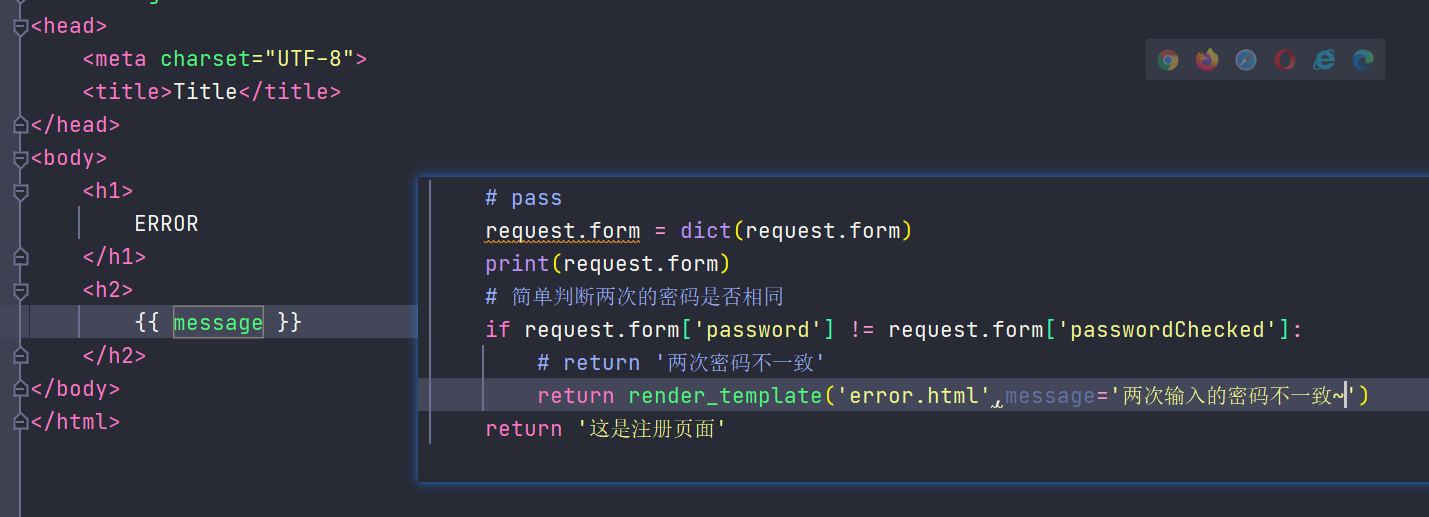 <head>
<meta charset="UTF-8">
<title>Title</title>
</head>
<body>
<h1>
ERROR
</h1>
<h2>
{{ message }}
</h2>
</body>
</html>
# pass
request.form = dict(request.form)
print(request.form)
# 简单判断两次的密码是否相同
if request.form['password'] != request.form['passwordChecked']:
# return '两次密码不一致'
return render_template('error.html',message='两次输入的密码不一致~')
return '这是注册页面'